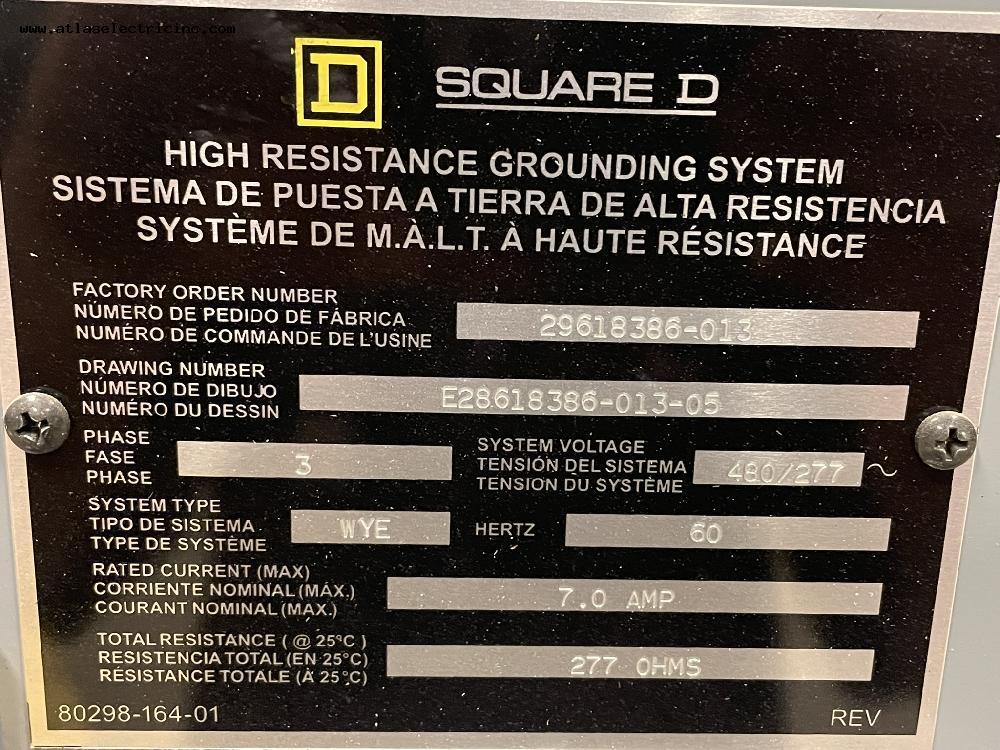 www.atlaselectricinc.com
D SQUARE D
HIGH RESISTANCE GROUNDING SYSTEM
SISTEMA DE PUESTA A TIERRA DE ALTA RESISTENCIA
SYSTÈME DE M.À.L.T. À HAUTE RÉSISTANCE
FACTORY ORDER NUMBER
NÚMERO DE PEDIDO DE FÁBRICA
NUMÉRO DE COMMANDE DE L'USINE
29618386-013
DRAWING NUMBER
NÚMERO DE DIBUJO
NUMÉRO DU DESSIN
E28618386-013-05
PHASE
FASE
PHASE
3
SYSTEM VOLTAGE
TENSIÓN DEL SISTEMA
TENSION DU SYSTÈME
480/277 ~
SYSTEM TYPE
TIPO DE SISTEMA
TYPE DE SYSTÈME
WYE
HERTZ
60
RATED CURRENT (MAX)
CORRIENTE NOMINAL (MÁX.)
COURANT NOMINAL (MAX.)
7.0 AMP
TOTAL RESISTANCE ( @ 25°C )
RESISTENCIA TOTAL (EN 25°C)
RÉSISTANCE TOTALE (À 25°C)
277 OHMS
80298-164-01
REV